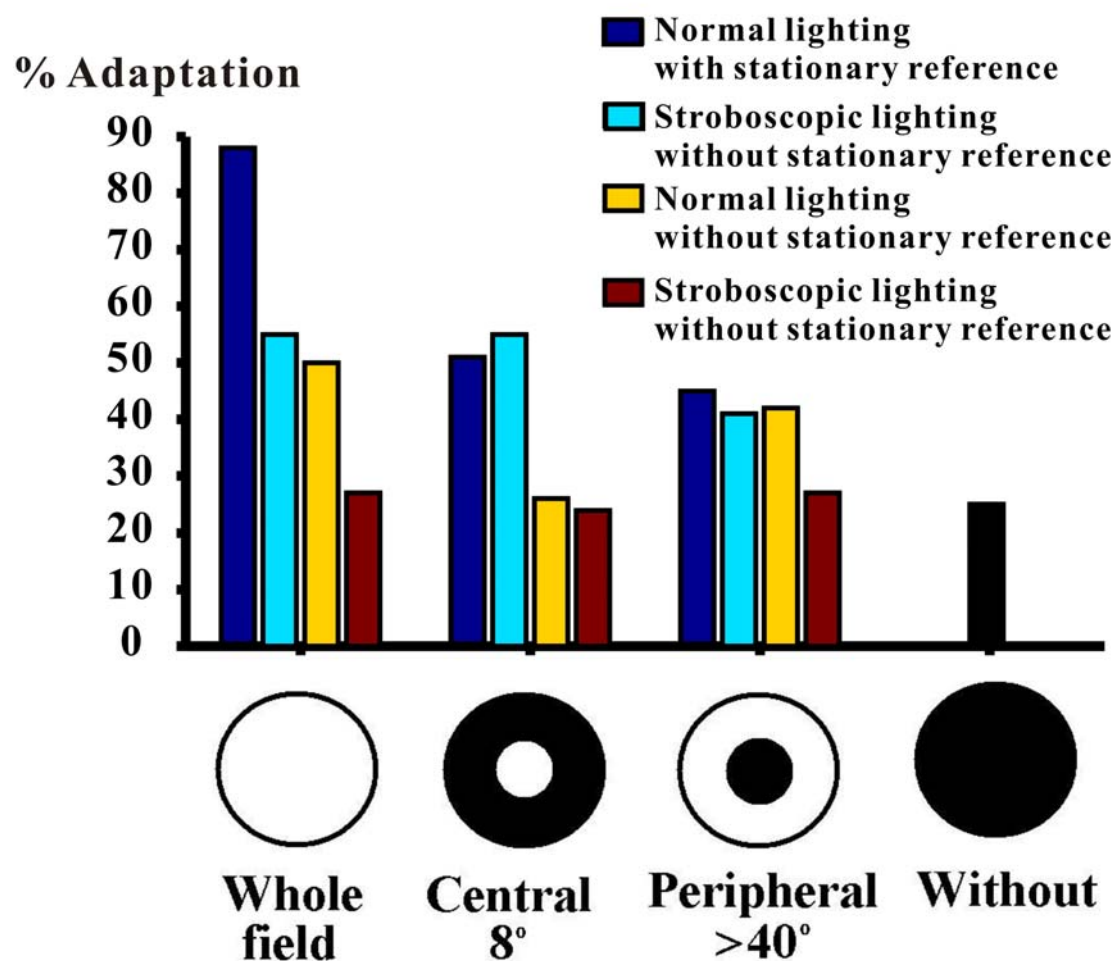 % Adaptation
Normal lighting
with stationary reference
Stroboscopic lighting
without stationary reference
Normal lighting
without stationary reference
Stroboscopic lighting
without stationary reference
90
80
70
60
50
40
30
20
10
0
Whole
field
Central
8°
Peripheral
>40°
Without